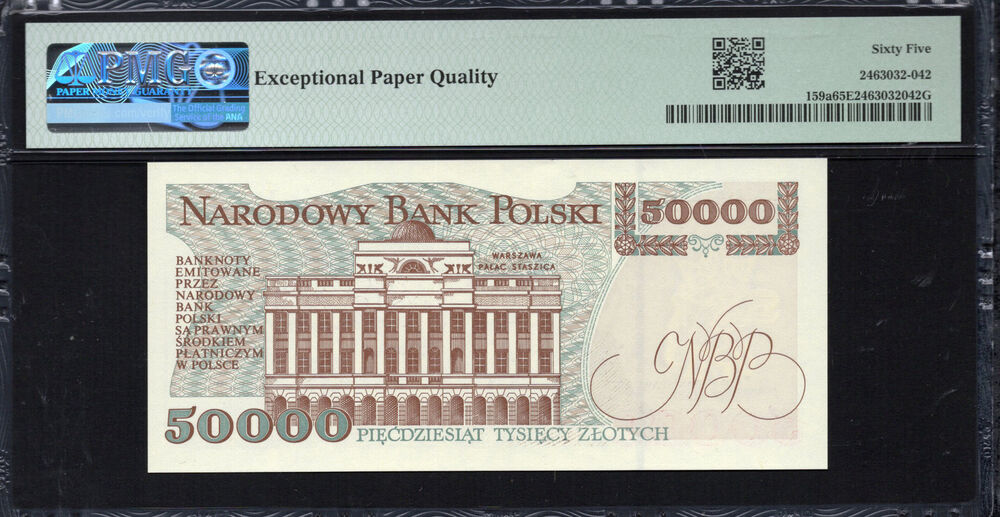 PMG
PAPER MONEY GUARANTY
The Official Grading
Service of the ANA
Exceptional Paper Quality
Sixty Five
2463032-042
159a65E2463032042G
NARODOWY BANK POLSKI
50000
WARSZAWA
PAŁAC STASZICA
BANKNOTY
EMITOWANE
PRZEZ
NARODOWY
BANK
POLSKI
SĄ PRAWNYM
ŚRODKIEM
PŁATNICZYM
W POLSCE
NBP
50000
PIĘĆDZIESIĄT TYSIĘCY ZŁOTYCH